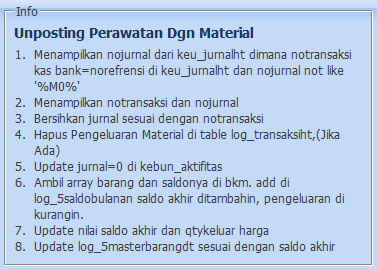 Info
Unposting Perawatan Dgn Material
1. Menampilkan nojurnal dari keu_jurnalht dimana notransaksi
kas bank=norefrensi di keu_jurnalht dan nojurnal not like
'%M0%'
2. Menampilkan notransaksi dan nojurnal
3. Bersihkan jurnal sesuai dengan notransaksi
4. Hapus Pengeluaran Material di table log_transaksiht,(Jika
Ada)
5. Update jurnal=0 di kebun_aktifitas
6. Ambil array barang dan saldonya di bkm. add di
log_5saldobulanan saldo akhir ditambahin, pengeluaran di
kurangin.
7. Update nilai saldo akhir dan qtykeluar harga
8. Update log_5masterbarangdt sesuai dengan saldo akhir